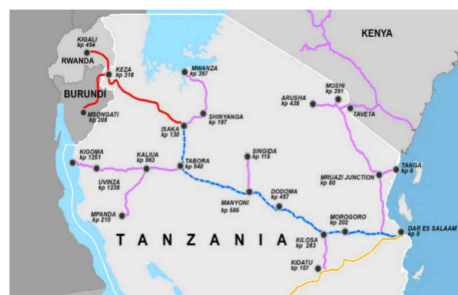 KIGALI
kp 454
RWANDA
KEZA
kp 318
BURUNDI
MSONGATI
kp 204
MWANZA
kp 397
SHINYANGA
kp 197
ISAKA
kp 130
KENYA
MOSHI
kp 351
ARUSHA
kp 438
TAVETA
TANGA
kp 0
MRUAZI JUNCTION
kp 80
KIGOMA
kp 1251
KALIUA
kp 963
TABORA
kp 840
UVINZA
kp 1238
MPANDA
kp 210
SINGIDA
kp 115
MANYONI
kp 585
DODOMA
kp 457
MOROGORO
kp 202
KILOSA
kp 283
DAR ES SALAAM
kp 0
KIDATU
kp 107
TANZANIA